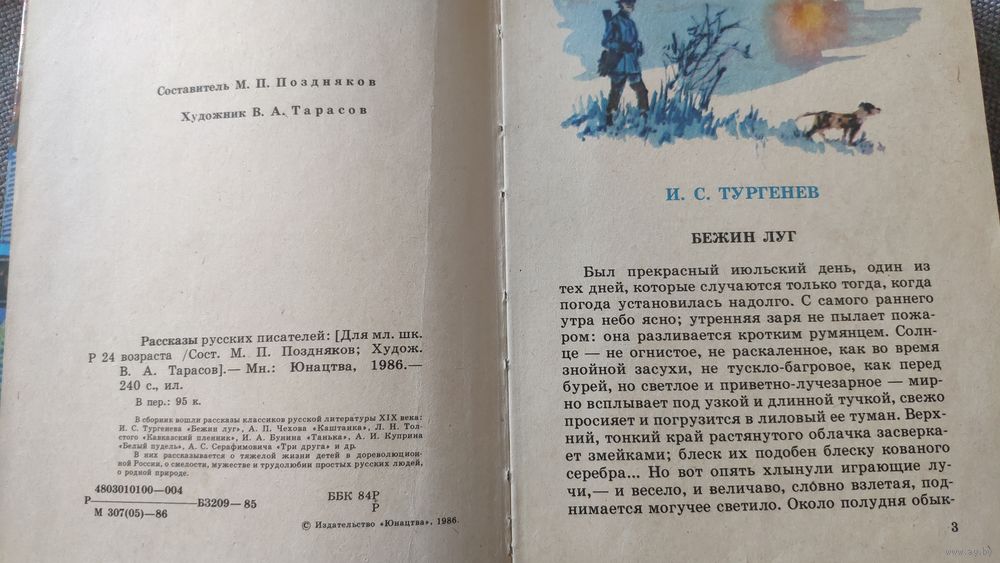 Составитель М. П. Поздняков
Художник В. А. Тарасов
Рассказы русских писателей: [Для мл. шк.
Р 24 возраста /Сост. М. П. Поздняков; Худож.
В. А. Тарасов].— Мн.: Юнацтва, 1986.—
240 с., ил.
В пер.: 95 к.
В сборник вошли рассказы классиков русской литературы XIX века:
И. С. Тургенева «Бежин луг», А. П. Чехова «Каштанка», Л. Н. Тол-
стого «Кавказский пленник», И. А. Бунина «Танька», А. И. Куприна
«Белый пудель», А. С. Серафимовича «Три друга» и др.
В них рассказывается о тяжелой жизни детей в дореволюцион-
ной России, о смелости, мужестве и трудолюбии простых русских людей,
о родной природе.
4803010100—004
Р————Б3209—85
М 307(05)—86
ББК 84Р
Р
© Издательство «Юнацтва», 1986.
И. С. ТУРГЕНЕВ
БЕЖИН ЛУГ
Был прекрасный июльский день, один из
тех дней, которые случаются только тогда, когда
погода установилась надолго. С самого раннего
утра небо ясно; утренняя заря не пылает пожа-
ром: она разливается кротким румянцем. Солн-
це — не огнистое, не раскаленное, как во время
знойной засухи, не тускло-багровое, как перед
бурей, но светлое и приветно-лучезарное — мир-
но всплывает под узкой и длинной тучкой, свежо
просияет и погрузится в лиловый ее туман. Верх-
ний, тонкий край растянутого облачка засверка-
ет змейками; блеск их подобен блеску кованого
серебра... Но вот опять хлынули играющие лу-
чи,— и весело, и величаво, словно взлетая, под-
нимается могучее светило. Около полудня обык-
3
www.ay.by